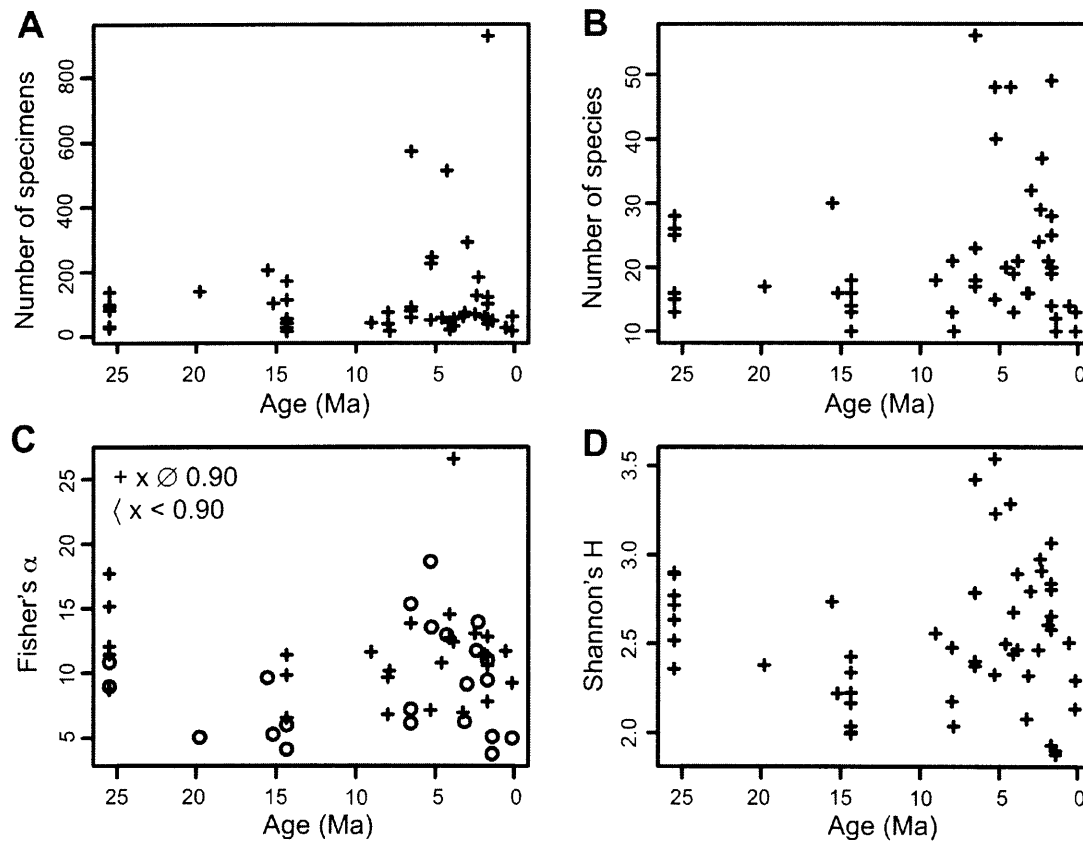 A
Number of specimens
0 200 400 600 800
25 20 15 10 5 0
Age (Ma)
B
Number of species
10 20 30 40 50
25 20 15 10 5 0
Age (Ma)
C
Fisher's α
5 10 15 20 25
+ x ∅ 0.90
⟨ x < 0.90
25 20 15 10 5 0
Age (Ma)
D
Shannon's H
2.0 2.5 3.0 3.5
25 20 15 10 5 0
Age (Ma)